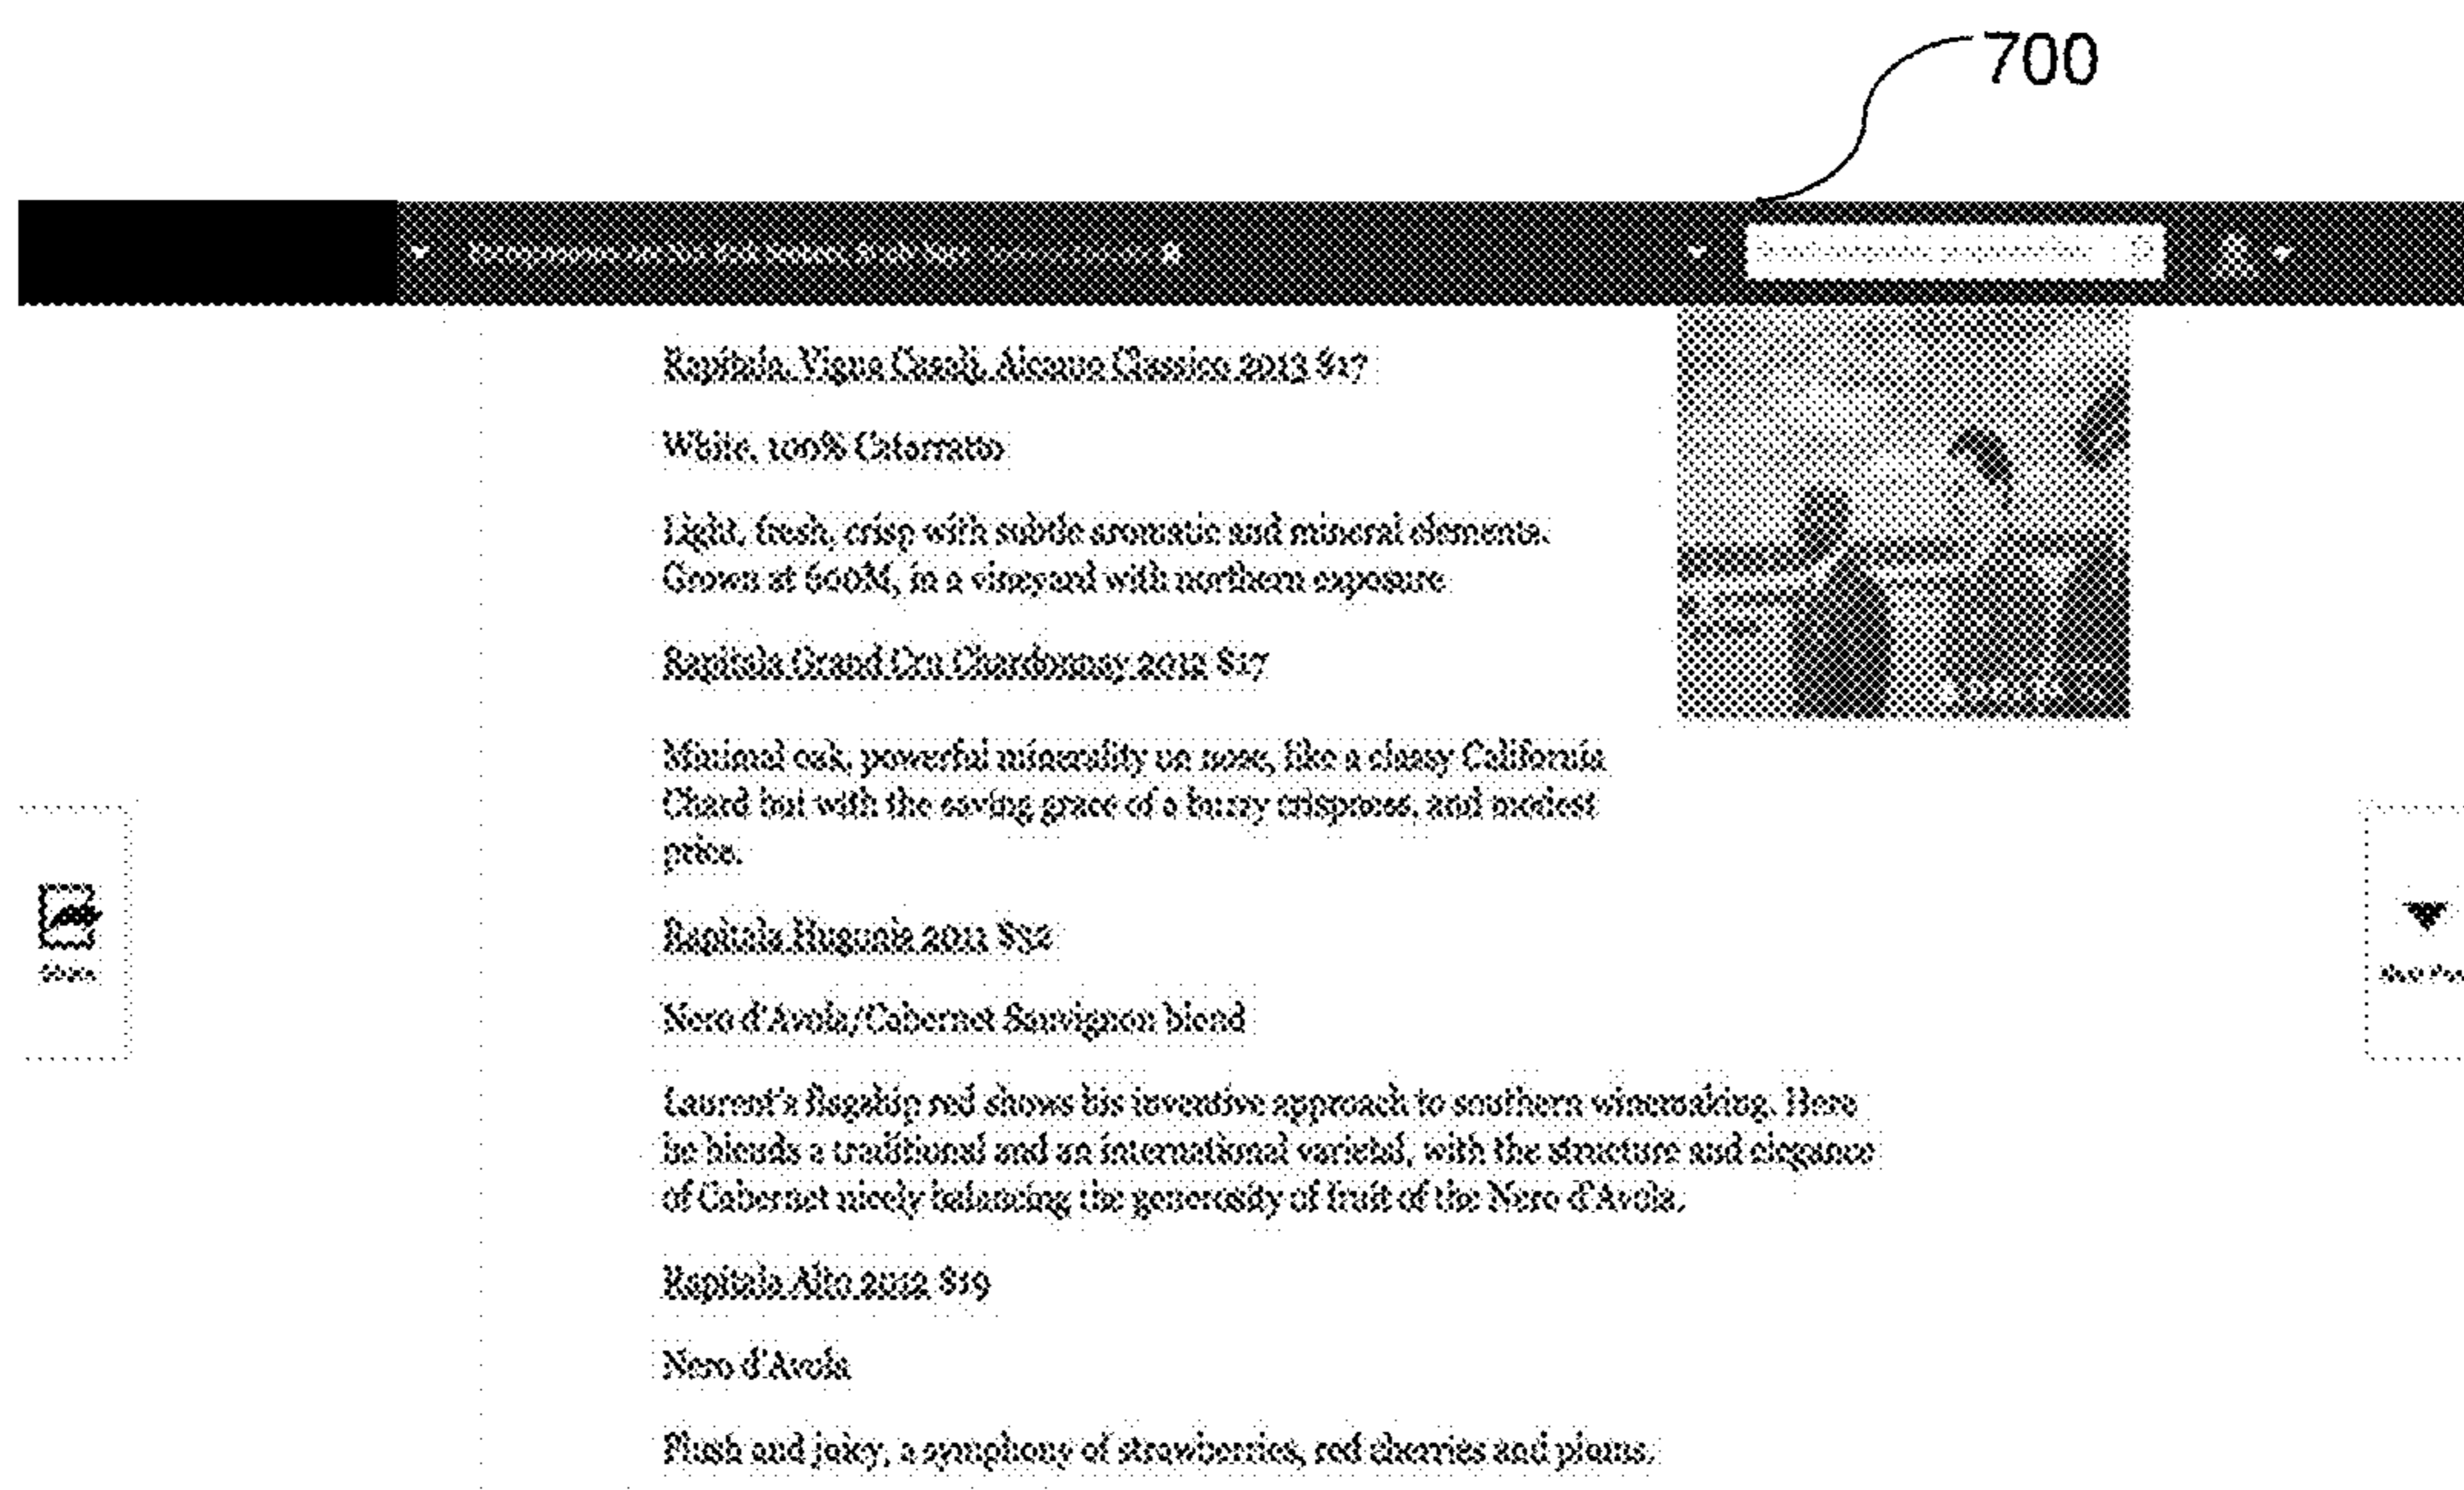 700
Rapitala, Vigna Casalj, Alcamo Classico 2013 $17
White, 100% Catarratto
Light, fresh, crisp with subtle aromatic and mineral elements.
Grown at 600M, in a vineyard with northern exposure
Rapitala Grand Cru Chardonnay 2012 $17
Minimal oak, powerful minerality on nose, like a classy California
Chard but with the saving grace of a crispness, and modest
price.
Rapitala Hugonis 2011 $32
Nero d'Avola/Cabernet Sauvignon blend
Laurent's flagship red shows his inventive approach to southern winemaking. Here
he blends a traditional and an international varietal, with the structure and elegance
of Cabernet nicely balancing the generosity of fruit of the Nero d'Avola.
Rapitala Alto 2012 $19
Nero d'Avola
Plush and juicy, a symphony of strawberries, red cherries and plums.